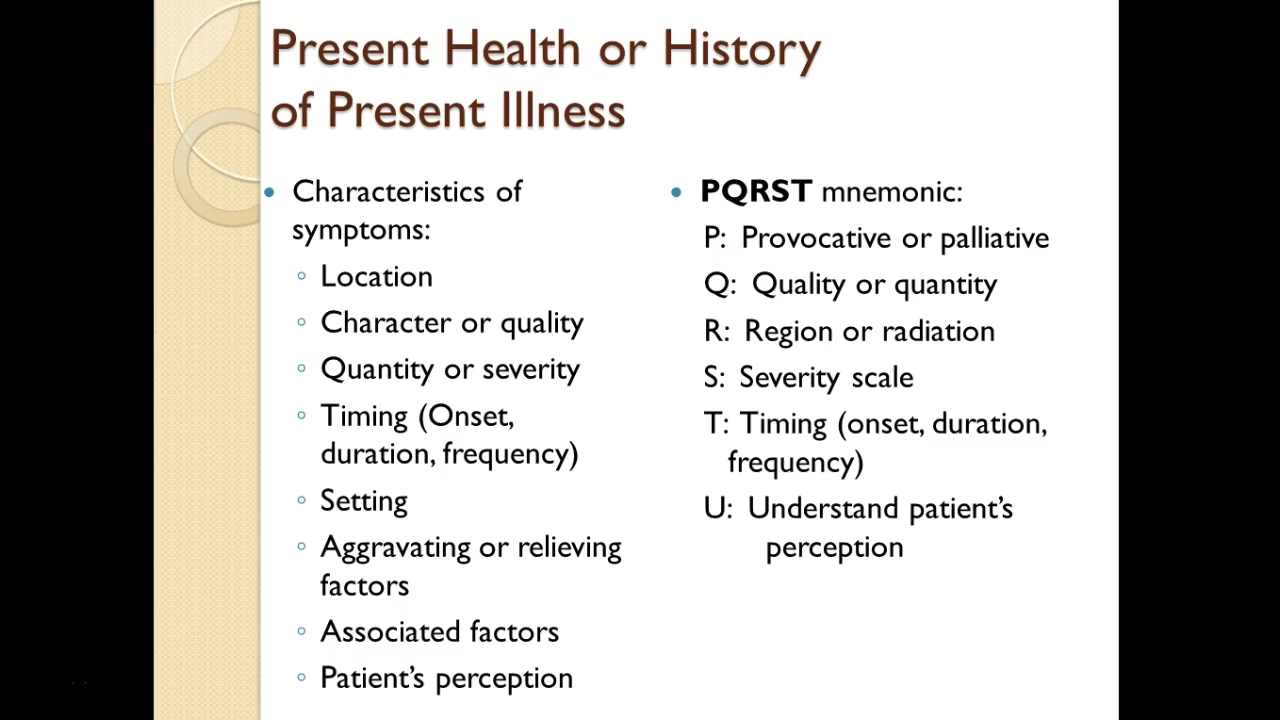 Present Health or History
of Present Illness
• Characteristics of
symptoms:
◦ Location
◦ Character or quality
◦ Quantity or severity
◦ Timing (Onset,
duration, frequency)
◦ Setting
◦ Aggravating or relieving
factors
◦ Associated factors
◦ Patient’s perception
• PQRST mnemonic:
P: Provocative or palliative
Q: Quality or quantity
R: Region or radiation
S: Severity scale
T: Timing (onset, duration,
frequency)
U: Understand patient’s
perception